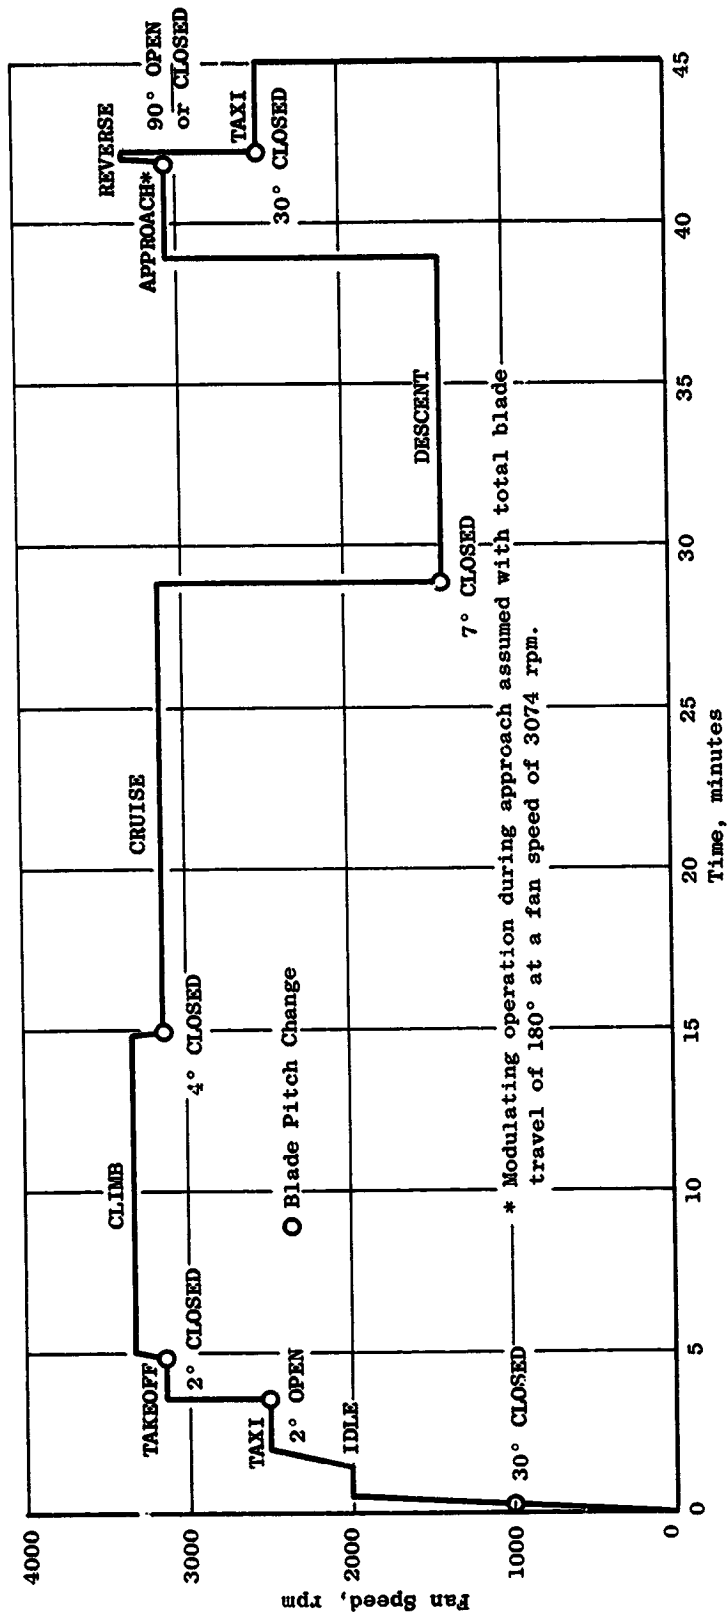 4000
3000
2000
1000
0
Fan Speed, rpm
0
5
10
15
20
25
30
35
40
45
Time, minutes
30° CLOSED
IDLE
TAXI
2° OPEN
TAKEOFF
2° CLOSED
CLIMB
4° CLOSED
O Blade Pitch Change
CRUISE
7° CLOSED
DESCENT
APPROACH*
REVERSE
90° OPEN
or CLOSED
TAXI
30° CLOSED
* Modulating operation during approach assumed with total blade
travel of 180° at a fan speed of 3074 rpm.